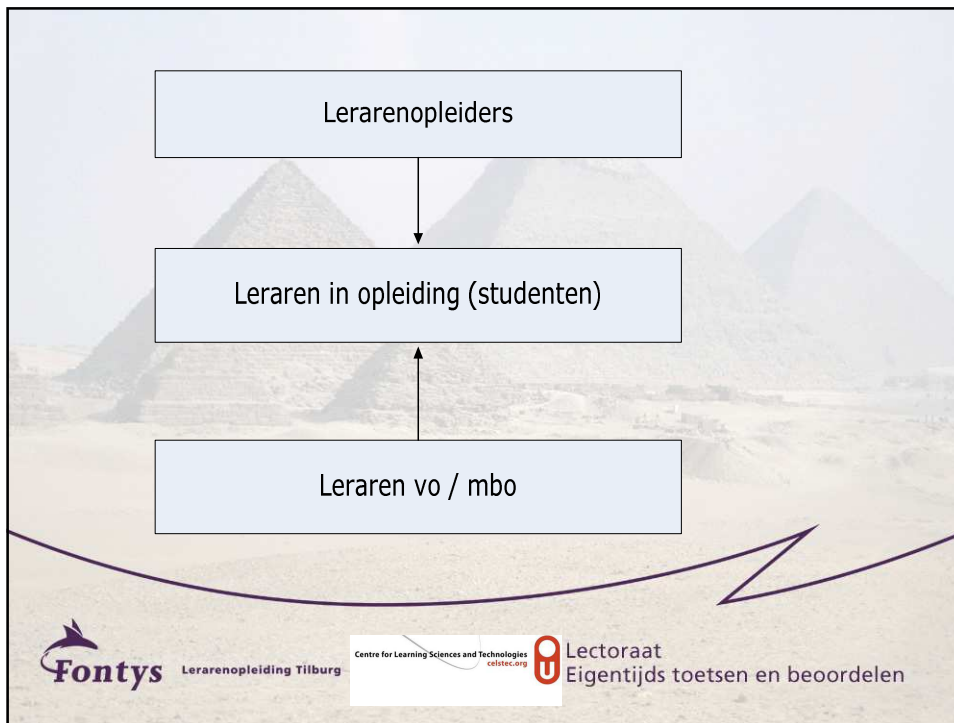 Lerarenopleiders
Leraren in opleiding (studenten)
Leraren vo / mbo
Fontys Lerarenopleiding Tilburg
Centre for Learning Sciences and Technologies
celstec.org
Lectoraat
Eigentijds toetsen en beoordelen